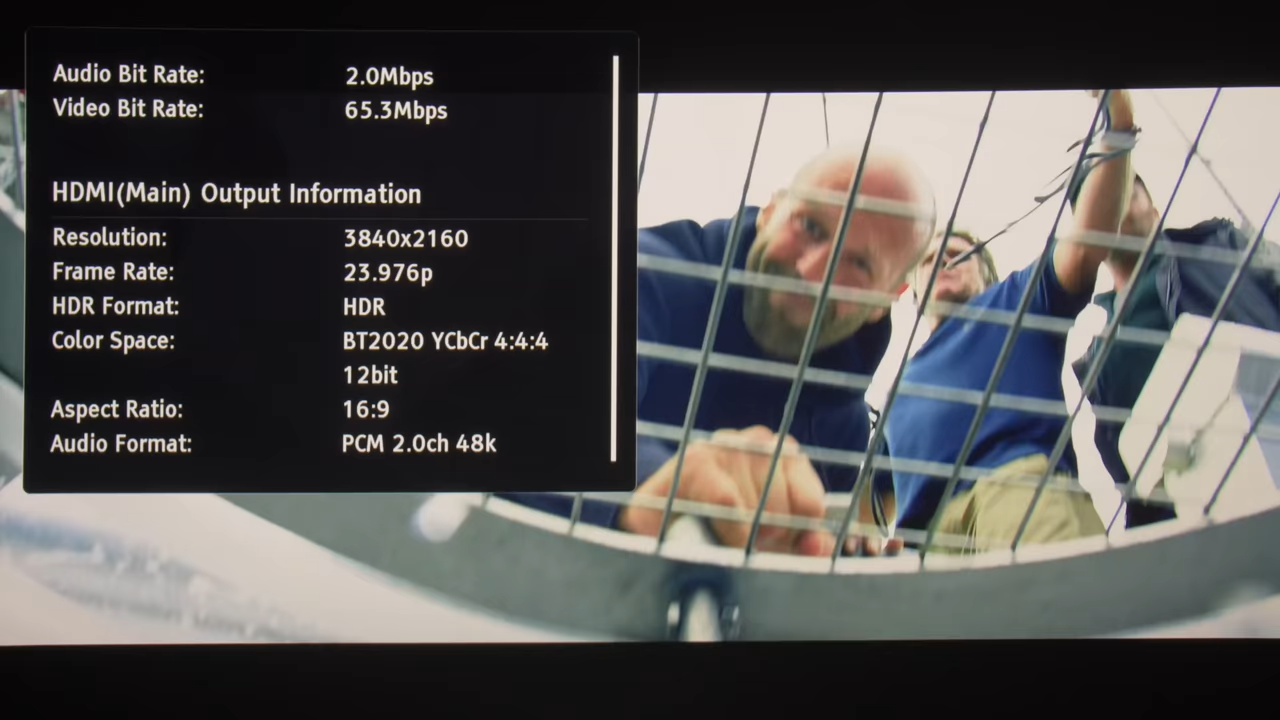 Audio Bit Rate: 2.0Mbps
Video Bit Rate: 65.3Mbps
HDMI(Main) Output Information
Resolution: 3840x2160
Frame Rate: 23.976p
HDR Format: HDR
Color Space: BT2020 YCbCr 4:4:4
12bit
Aspect Ratio: 16:9
Audio Format: PCM 2.0ch 48k